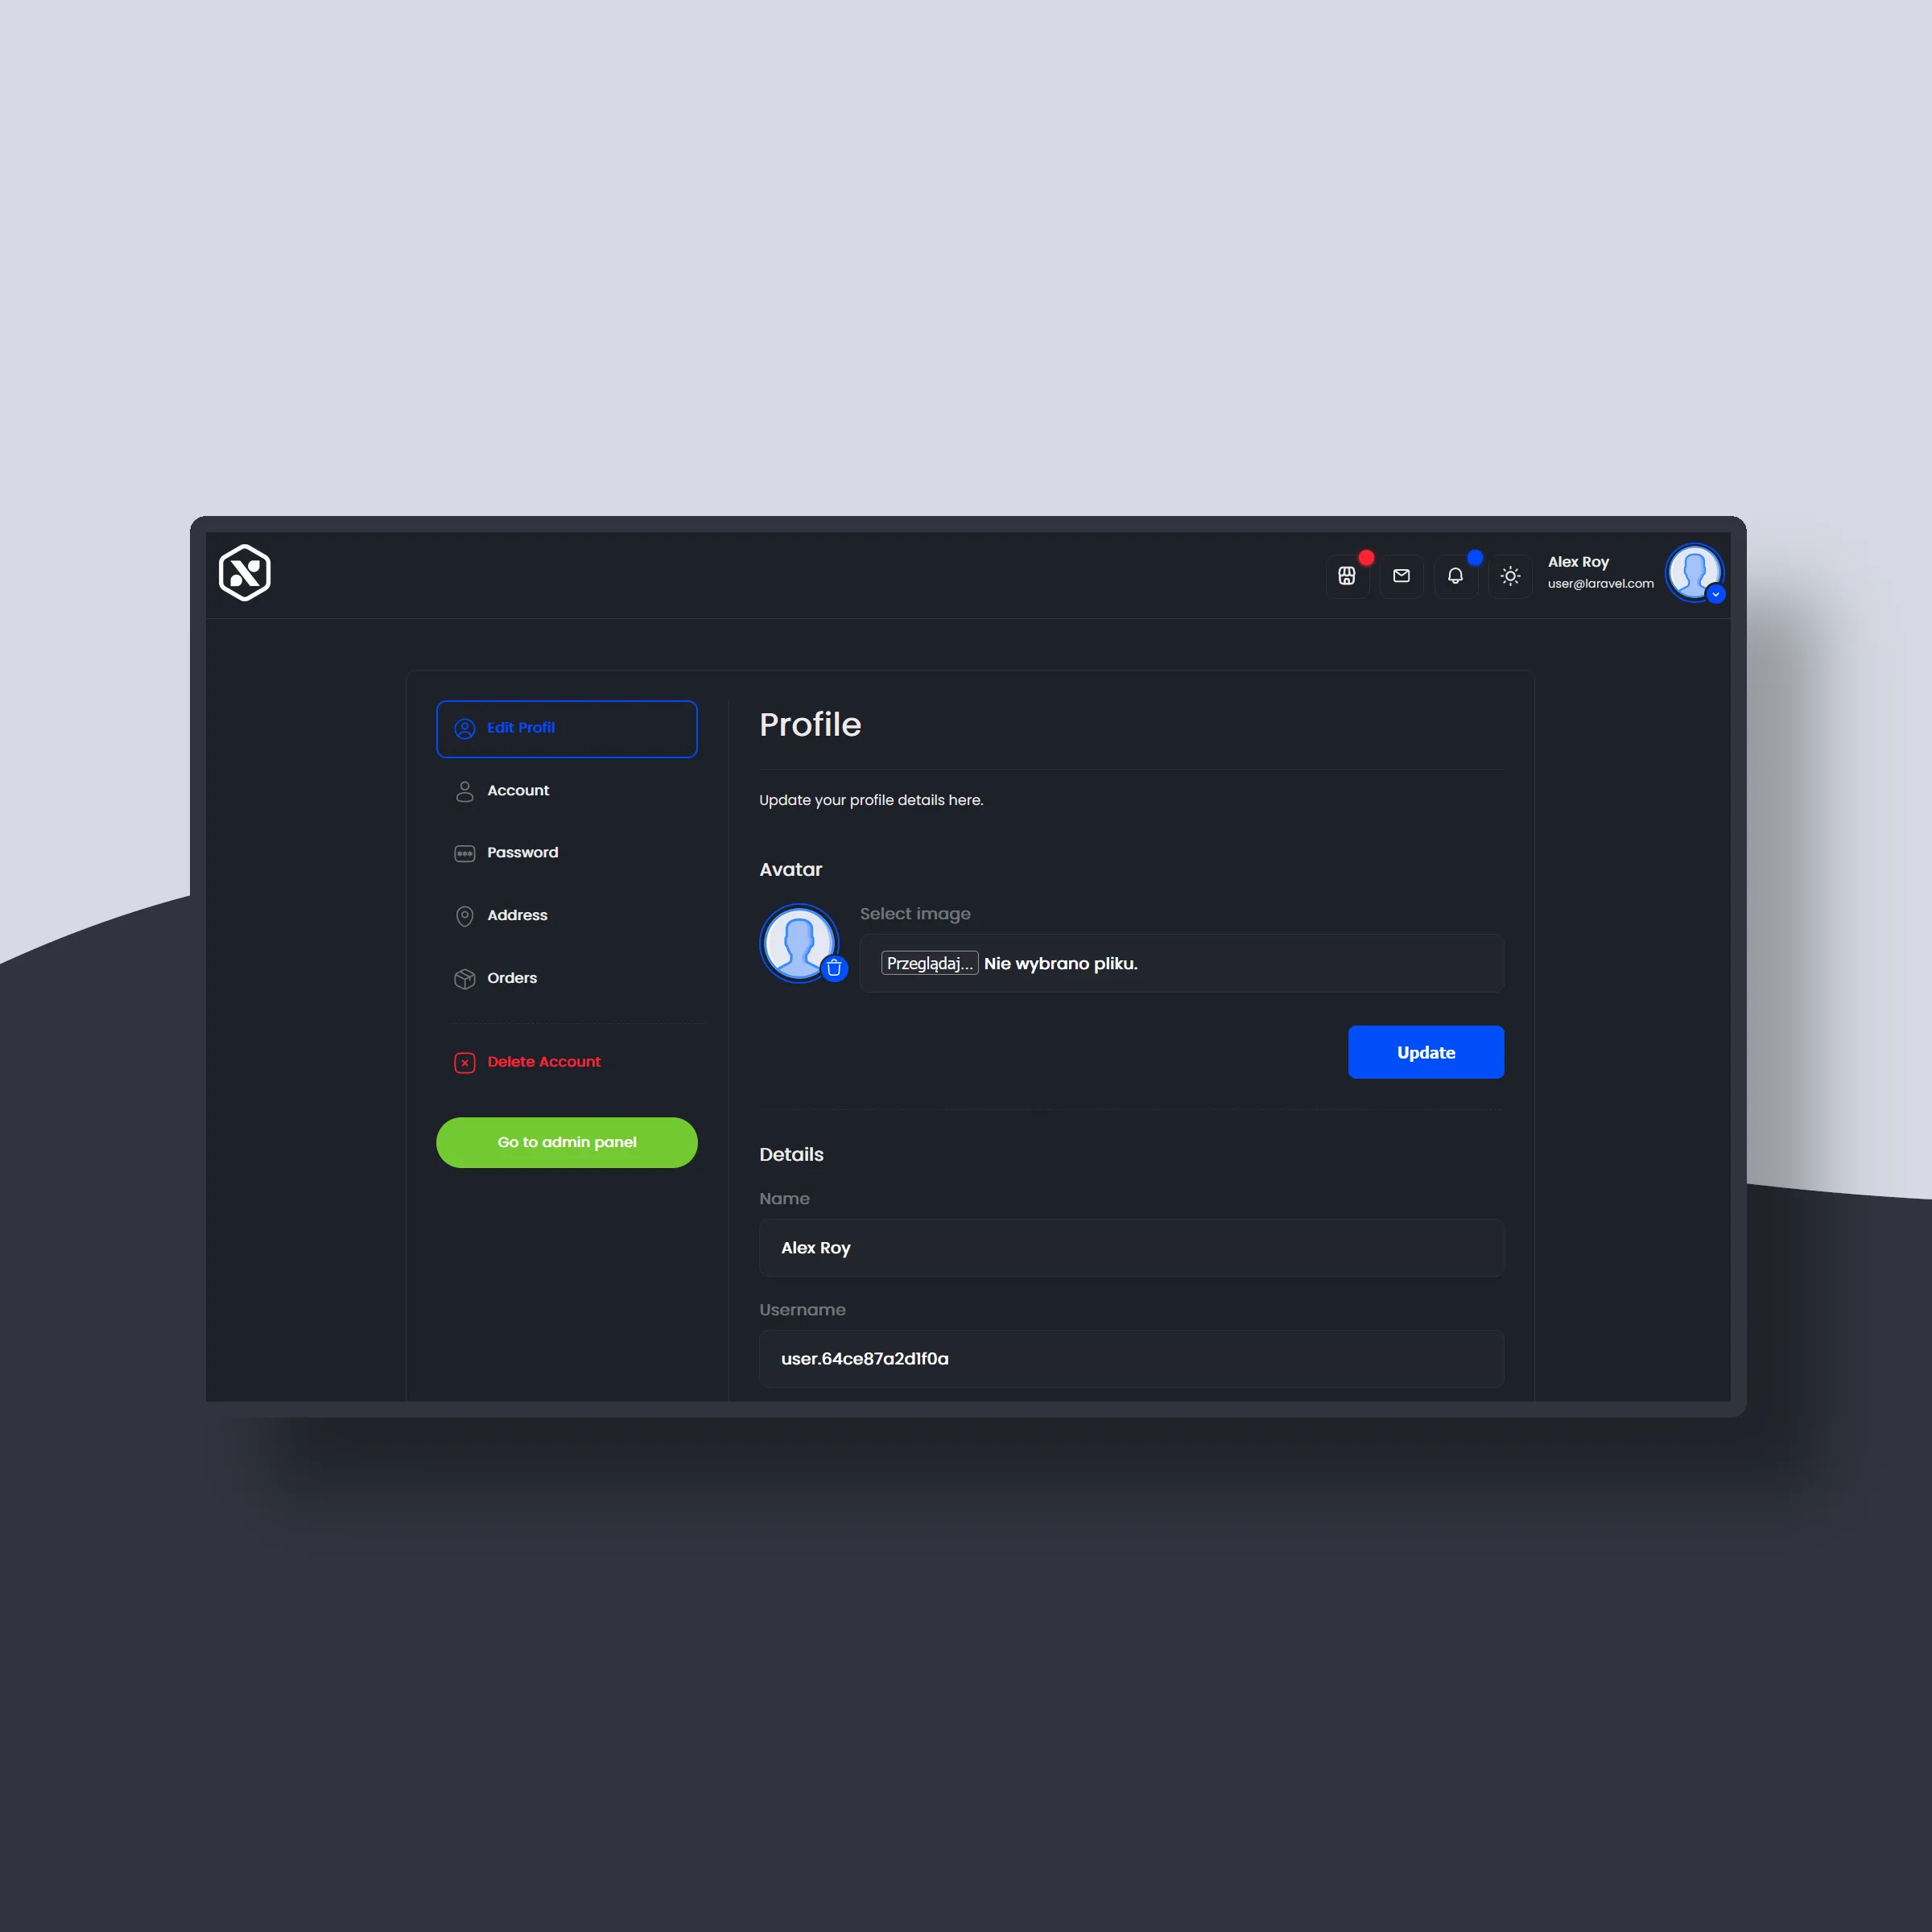 Alex Roy
user@laravel.com
Edit Profil
Account
Password
Address
Orders
Delete Account
Go to admin panel
Profile
Update your profile details here.
Avatar
Select image
Przeglądaj... Nie wybrano pliku.
Update
Details
Name
Alex Roy
Username
user.64ce87a2d1f0a